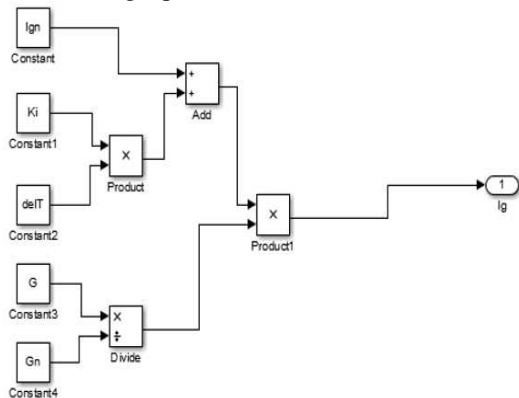 Ign
Constant
+
+
Add
Ki
Constant1
X
Product
delT
Constant2
X
Product1
1
Ig
G
Constant3
X
÷
Divide
Gn
Constant4